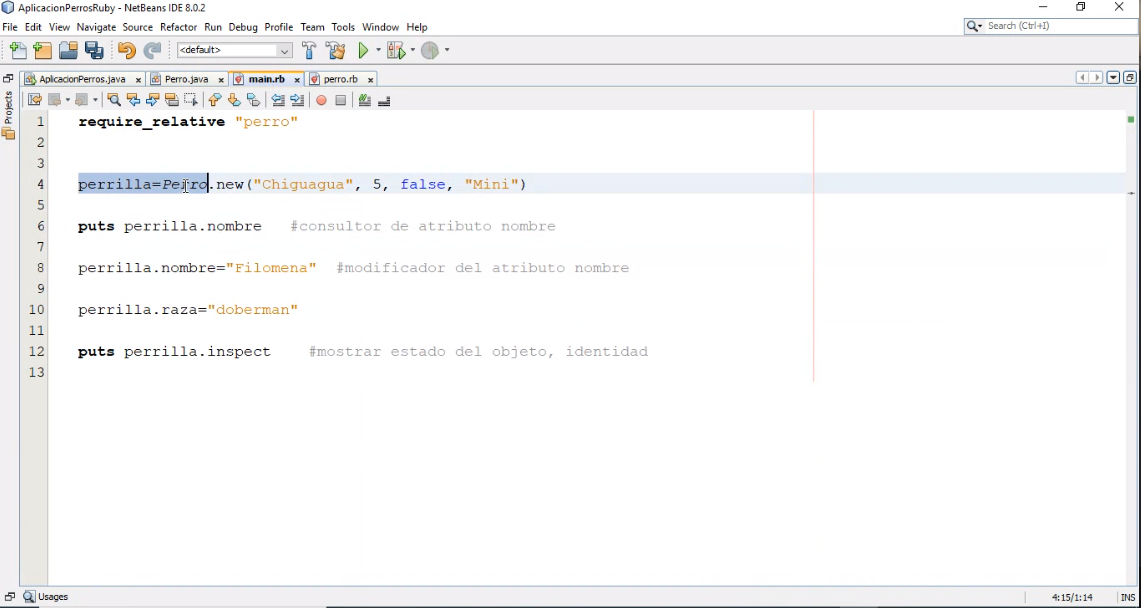 AplicacionPerrosRuby - NetBeans IDE 8.0.2
File Edit View Navigate Source Refactor Run Debug Profile Team Tools Window Help
Search (Ctrl+I)
<default>
AplicacionPerros.java x Perro.java x main.rb x perro.rb x
Projects
1 require_relative "perro"
2
3
4 perrilla=Perro.new("Chiguagua", 5, false, "Mini")
5
6 puts perrilla.nombre #consultor de atributo nombre
7
8 perrilla.nombre="Filomena" #modificador del atributo nombre
9
10 perrilla.raza="doberman"
11
12 puts perrilla.inspect #mostrar estado del objeto, identidad
13
Usages 4:15/1:14 INS